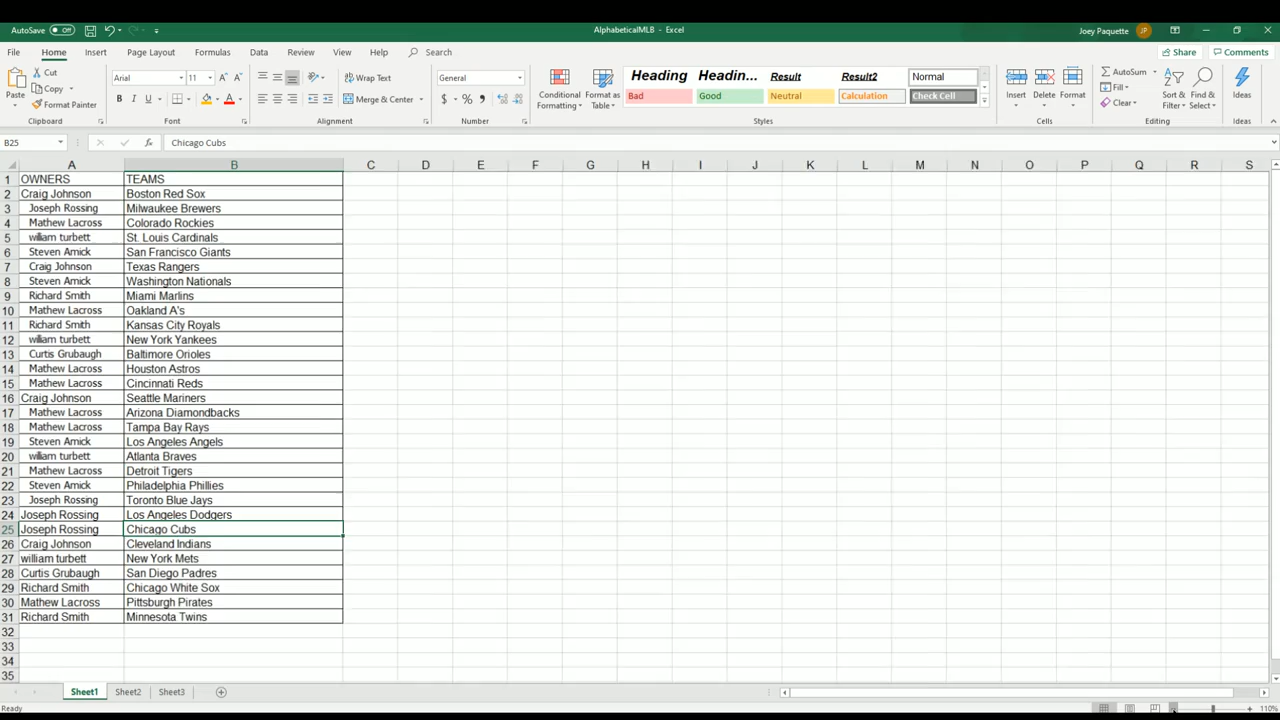 AutoSave Off AlphabeticalMLB - Excel Joey Paquette JP
File Home Insert Page Layout Formulas Data Review View Help Search Share Comments
Cut Arial 11 A A Wrap Text General Heading Headin... Result Result2 Normal AutoSum
Copy Fill
Paste Format Painter B I U A Merge & Center $ % , Conditional Formatting Format as Table Bad Good Neutral Calculation Check Cell Insert Delete Format Clear Sort & Filter Find & Select Ideas
Clipboard Font Alignment Number Styles Cells Editing Ideas
B25 fx Chicago Cubs
A B C D E F G H I J K L M N O P Q R S
1 OWNERS TEAMS
2 Craig Johnson Boston Red Sox
3 Joseph Rossing Milwaukee Brewers
4 Mathew Lacross Colorado Rockies
5 william turbett St. Louis Cardinals
6 Steven Amick San Francisco Giants
7 Craig Johnson Texas Rangers
8 Steven Amick Washington Nationals
9 Richard Smith Miami Marlins
10 Mathew Lacross Oakland A's
11 Richard Smith Kansas City Royals
12 william turbett New York Yankees
13 Curtis Grubaugh Baltimore Orioles
14 Mathew Lacross Houston Astros
15 Mathew Lacross Cincinnati Reds
16 Craig Johnson Seattle Mariners
17 Mathew Lacross Arizona Diamondbacks
18 Mathew Lacross Tampa Bay Rays
19 Steven Amick Los Angeles Angels
20 william turbett Atlanta Braves
21 Mathew Lacross Detroit Tigers
22 Steven Amick Philadelphia Phillies
23 Joseph Rossing Toronto Blue Jays
24 Joseph Rossing Los Angeles Dodgers
25 Joseph Rossing Chicago Cubs
26 Craig Johnson Cleveland Indians
27 william turbett New York Mets
28 Curtis Grubaugh San Diego Padres
29 Richard Smith Chicago White Sox
30 Mathew Lacross Pittsburgh Pirates
31 Richard Smith Minnesota Twins
32
33
34
35
Sheet1 Sheet2 Sheet3
Ready 110%